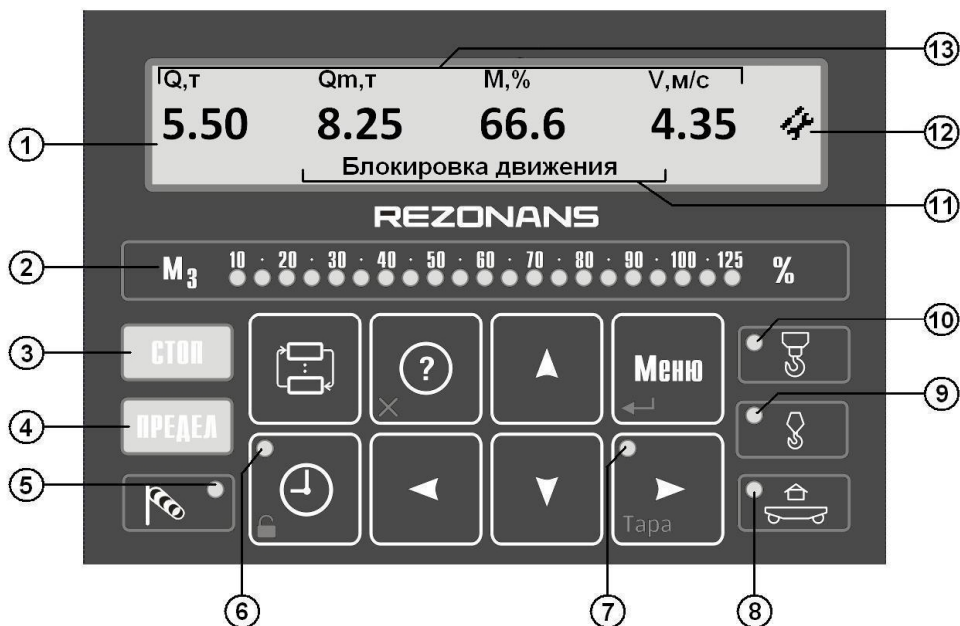 Q,т Qm,т M,% V,м/с
5.50 8.25 66.6 4.35
Блокировка движения
REZONANS
М3 10 · 20 · 30 · 40 · 50 · 60 · 70 · 80 · 90 · 100 · 125 %
СТОП
ПРЕДЕЛ
?
Меню
Тара
1
2
3
4
5
6
7
8
9
10
11
12
13